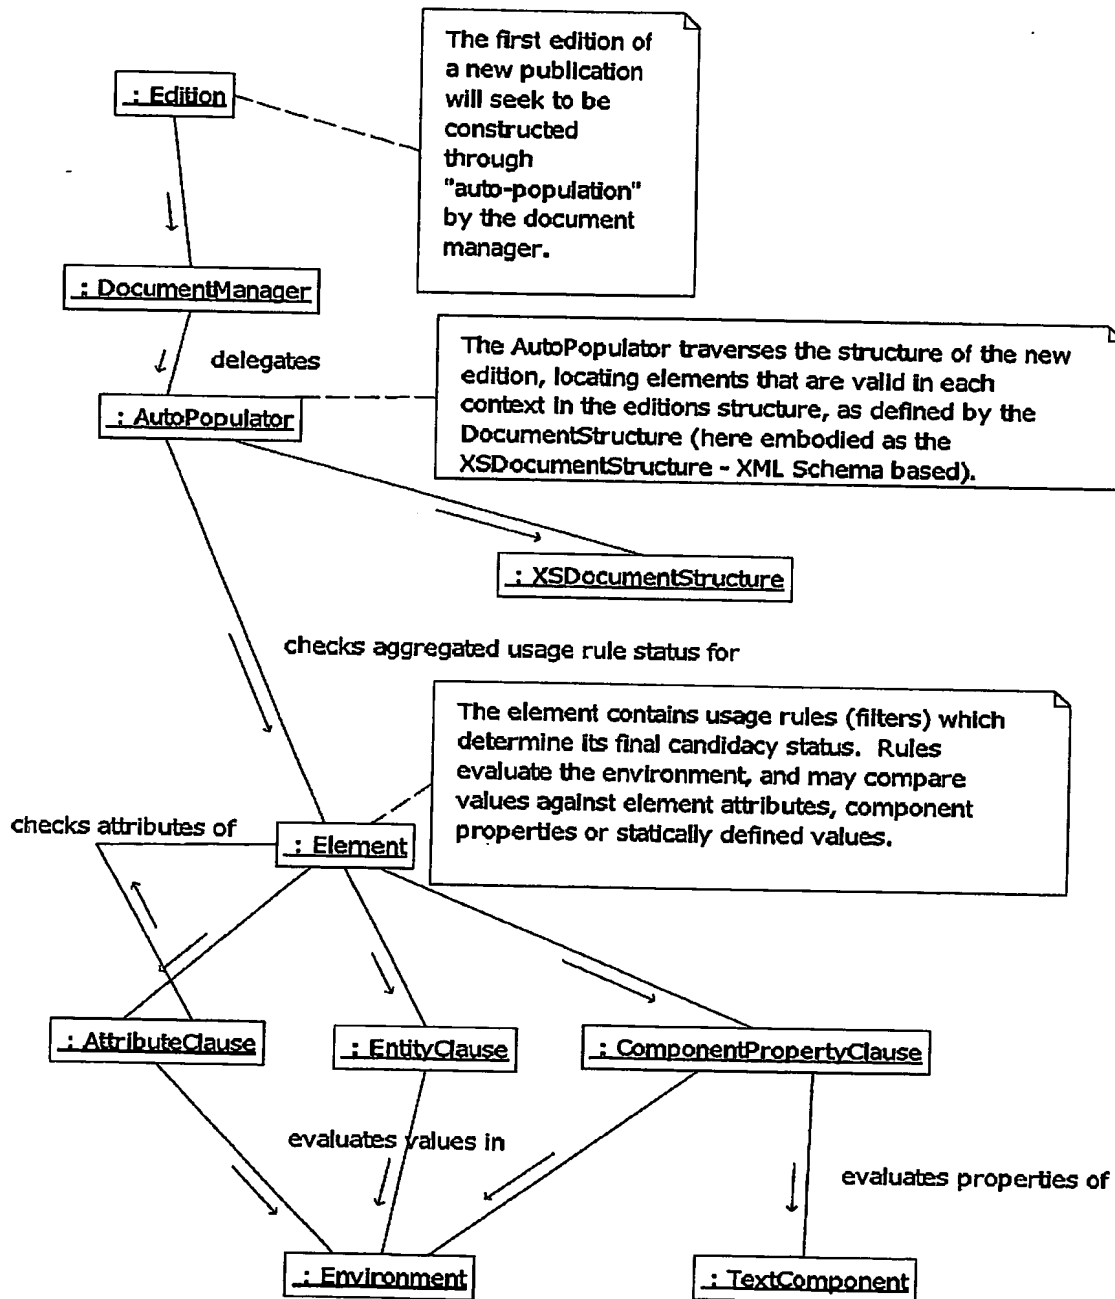 : Edition
The first edition of
a new publication
will seek to be
constructed
through
"auto-population"
by the document
manager.
: DocumentManager
delegates
: AutoPopulator
The AutoPopulator traverses the structure of the new
edition, locating elements that are valid in each
context in the editions structure, as defined by the
DocumentStructure (here embodied as the
XSDocumentStructure - XML Schema based).
: XSDocumentStructure
checks aggregated usage rule status for
The element contains usage rules (filters) which
determine its final candidacy status. Rules
evaluate the environment, and may compare
values against element attributes, component
properties or statically defined values.
checks attributes of
: Element
: AttributeClause
: EntityClause
: ComponentPropertyClause
evaluates values in
evaluates properties of
: Environment
: TextComponent